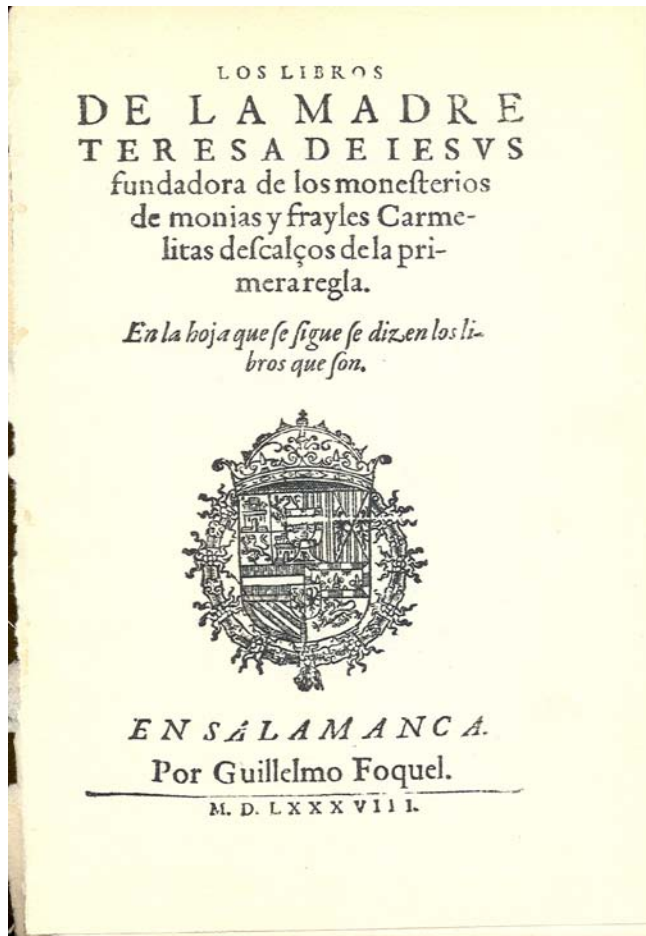 LOS LIBROS
DE LA MADRE
TERESA DE IESVS
fundadora de los moneſterios
de monjas y frayles Carme-
litas deſcalços de la pri-
mera regla.
En la hoja que ſe ſigue ſe dizen los li-
bros que ſon.
EN SALAMANCA.
Por Guillelmo Foquel.
M. D. LXXXVIII.